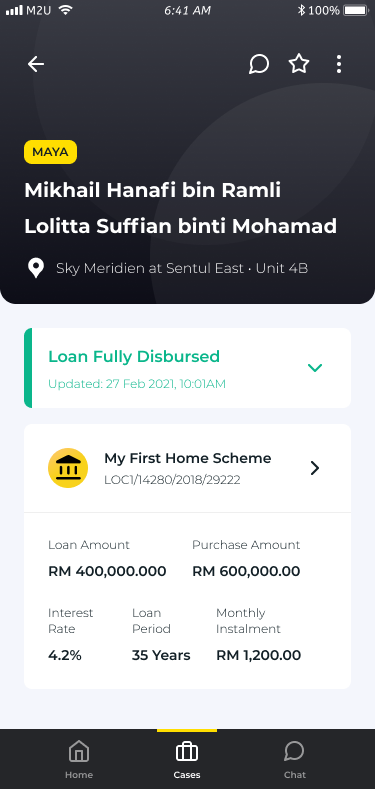 M2U 6:41 AM 100%
MAYA
Mikhail Hanafi bin Ramli
Lolitta Suffian binti Mohamad
Sky Meridien at Sentul East • Unit 4B
Loan Fully Disbursed
Updated: 27 Feb 2021, 10:01AM
My First Home Scheme
LOC1/14280/2018/29222
Loan Amount Purchase Amount
RM 400,000.000 RM 600,000.00
Interest Loan Monthly
Rate Period Instalment
4.2% 35 Years RM 1,200.00
Home Cases Chat